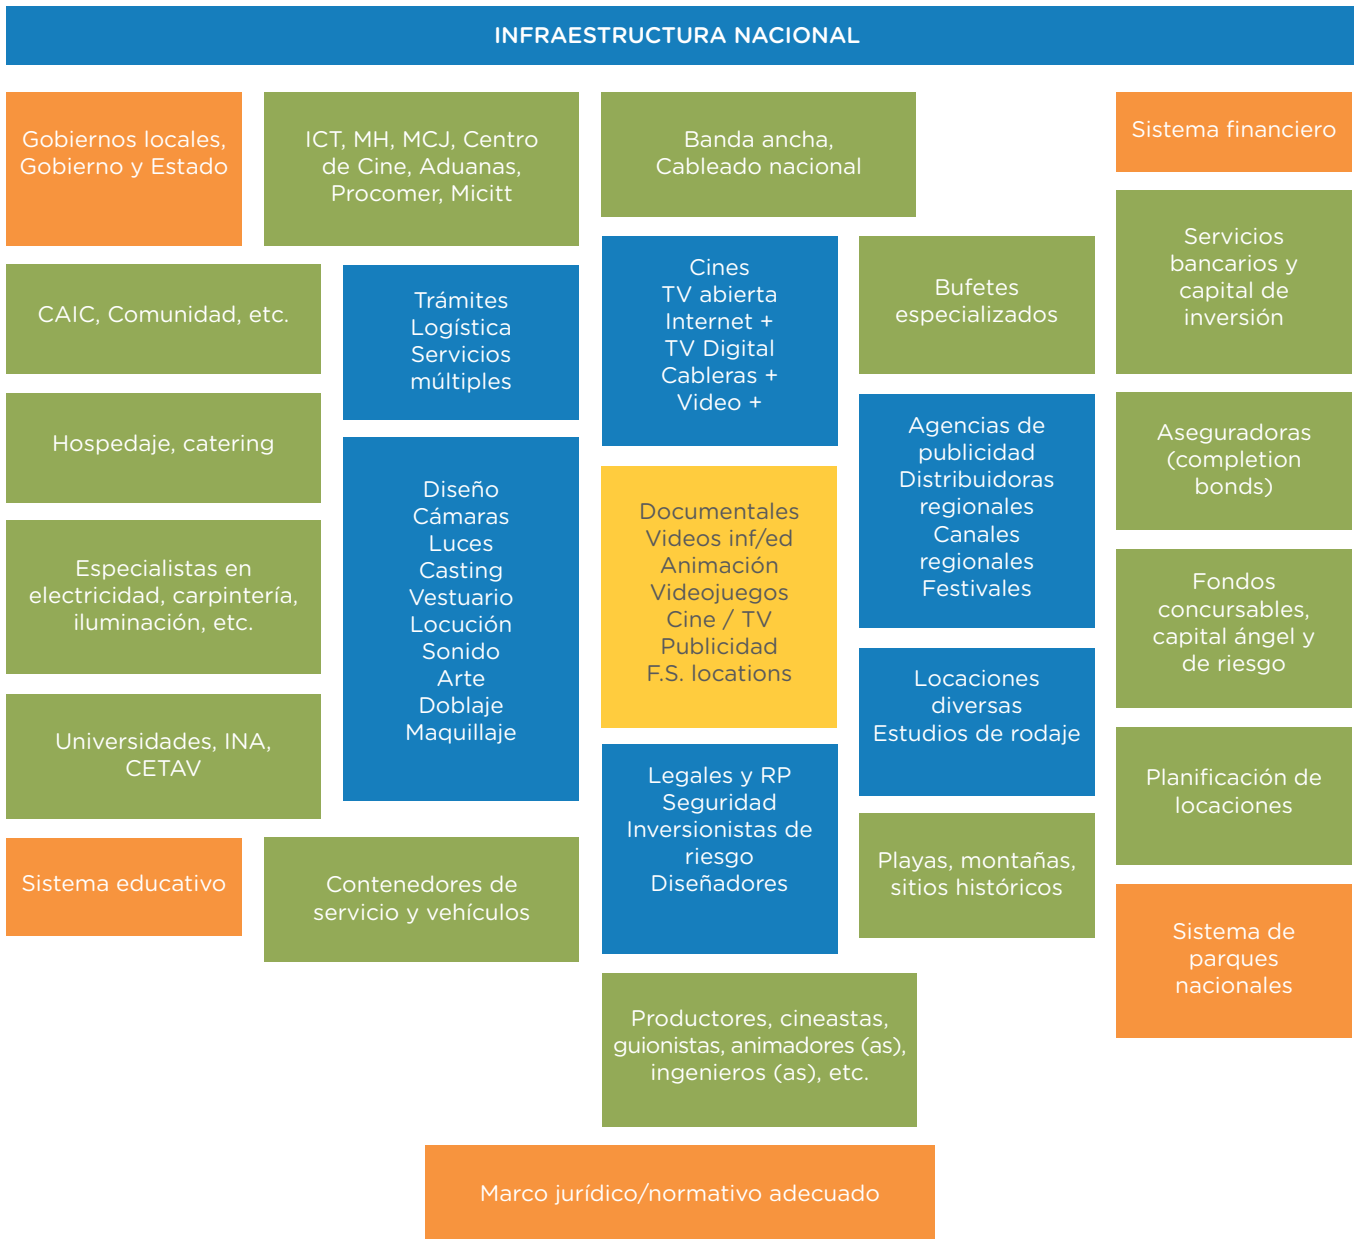 INFRAESTRUCTURA NACIONAL
Gobiernos locales,
Gobierno y Estado
ICT, MH, MCJ, Centro
de Cine, Aduanas,
Procomer, Micitt
Banda ancha,
Cableado nacional
Sistema financiero
CAIC, Comunidad, etc.
Trámites
Logística
Servicios
múltiples
Cines
TV abierta
Internet +
TV Digital
Cableras +
Video +
Bufetes
especializados
Servicios
bancarios y
capital de
inversión
Hospedaje, catering
Diseño
Cámaras
Luces
Casting
Vestuario
Locución
Sonido
Arte
Doblaje
Maquillaje
Documentales
Videos inf/ed
Animación
Videojuegos
Cine / TV
Publicidad
F.S. locations
Agencias de
publicidad
Distribuidoras
regionales
Canales
regionales
Festivales
Aseguradoras
(completion
bonds)
Especialistas en
electricidad, carpintería,
iluminación, etc.
Fondos
concursables,
capital ángel y
de riesgo
Universidades, INA,
CETAV
Legales y RP
Seguridad
Inversionistas de
riesgo
Diseñadores
Locaciones
diversas
Estudios de rodaje
Planificación de
locaciones
Sistema educativo
Contenedores de
servicio y vehículos
Playas, montañas,
sitios históricos
Sistema de
parques
nacionales
Productores, cineastas,
guionistas, animadores (as),
ingenieros (as), etc.
Marco jurídico/normativo adecuado